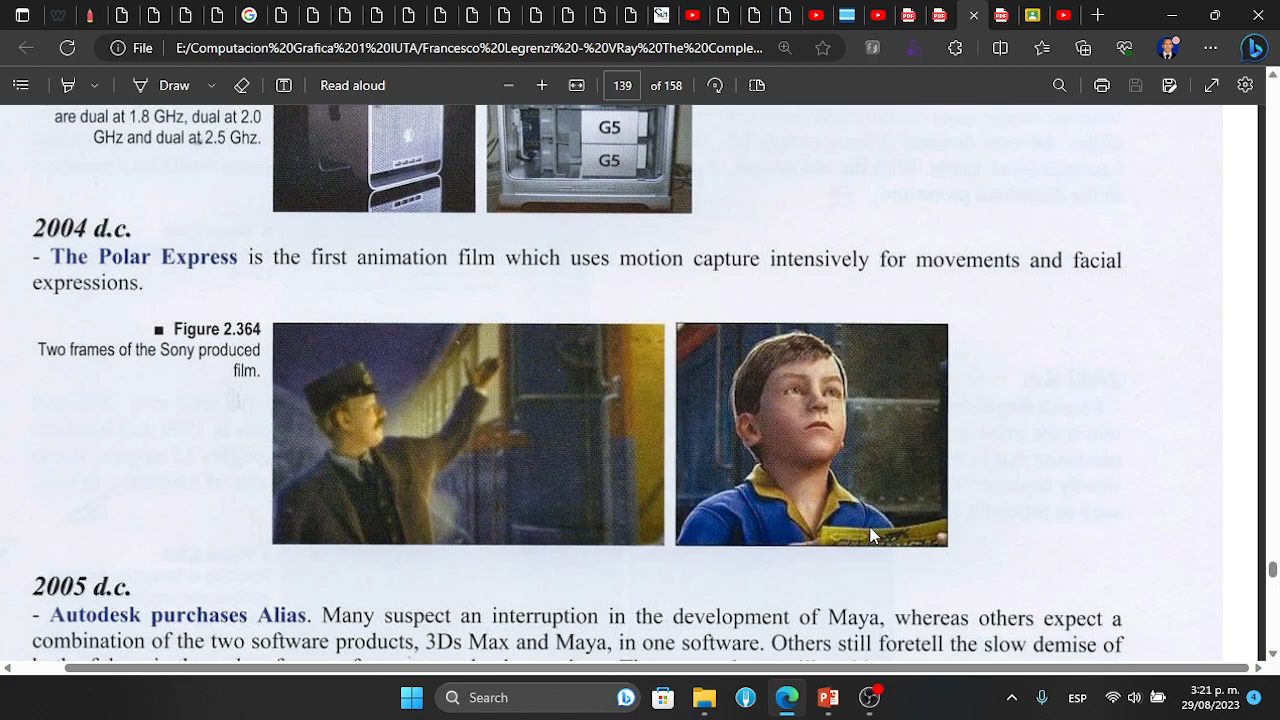 File
E:/Computacion%20Grafica%201%20IUTA/Francesco%20Legrenzi%20-%20VRay%20The%20Comple...
Draw
Read aloud
139 of 158
are dual at 1.8 GHz, dual at 2.0
GHz and dual at 2.5 Ghz.
G5
G5
2004 d.c.
- The Polar Express is the first animation film which uses motion capture intensively for movements and facial
expressions.
■ Figure 2.364
Two frames of the Sony produced
film.
2005 d.c.
- Autodesk purchases Alias. Many suspect an interruption in the development of Maya, whereas others expect a
combination of the two software products, 3Ds Max and Maya, in one software. Others still foretell the slow demise of
Search
ESP
3:21 p. m.
29/08/2023
4